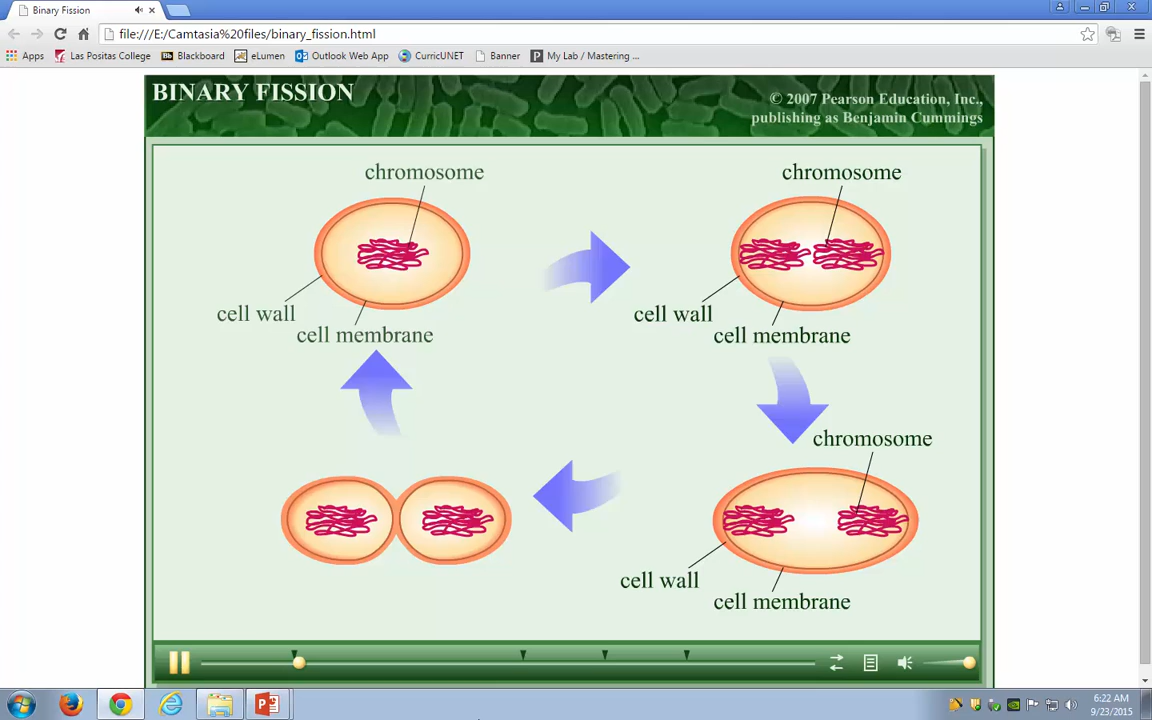 Binary Fission
file:///E:/Camtasia%20files/binary_fission.html
Apps Las Positas College Bb Blackboard eLumen Outlook Web App CurricUNET Banner P My Lab / Mastering ...
BINARY FISSION
© 2007 Pearson Education, Inc.,
publishing as Benjamin Cummings
chromosome
cell wall
cell membrane
chromosome
cell wall
cell membrane
chromosome
cell wall
cell membrane
6:22 AM
9/23/2015